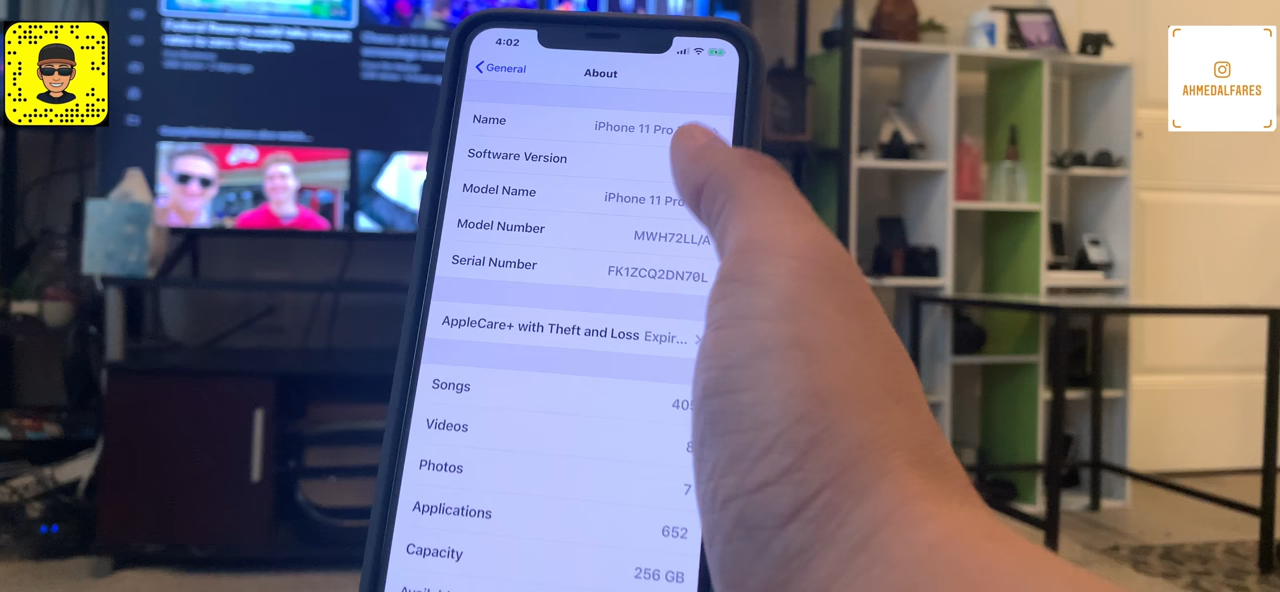 4:02
General
About
Name iPhone 11 Pro
Software Version
Model Name iPhone 11 Pro
Model Number MWH72LL/A
Serial Number FK1ZCQ2DN70L
AppleCare+ with Theft and Loss Expir...
Songs 405
Videos 8
Photos 7
Applications 652
Capacity 256 GB
AHMEDALFARES